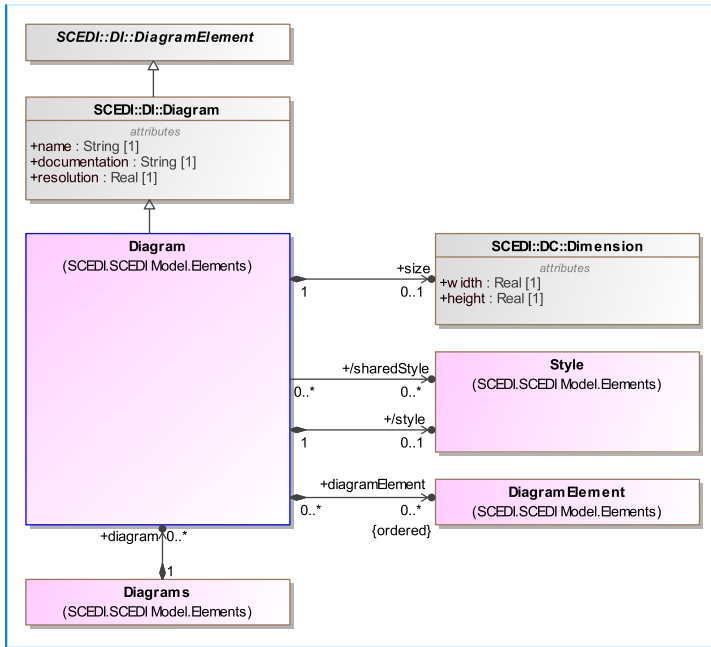 SCEDI::DI::DiagramElement
SCEDI::DI::Diagram
attributes
+name : String [1]
+documentation : String [1]
+resolution : Real [1]
Diagram
(SCEDI.SCEDI Model.Elements)
+size
1
0..1
SCEDI::DC::Dimension
attributes
+width : Real [1]
+height : Real [1]
+/sharedStyle
0..*
0..*
+/style
1
0..1
Style
(SCEDI.SCEDI Model.Elements)
+diagramElement
0..*
0..*
{ordered}
DiagramElement
(SCEDI.SCEDI Model.Elements)
+diagram
0..*
1
Diagrams
(SCEDI.SCEDI Model.Elements)